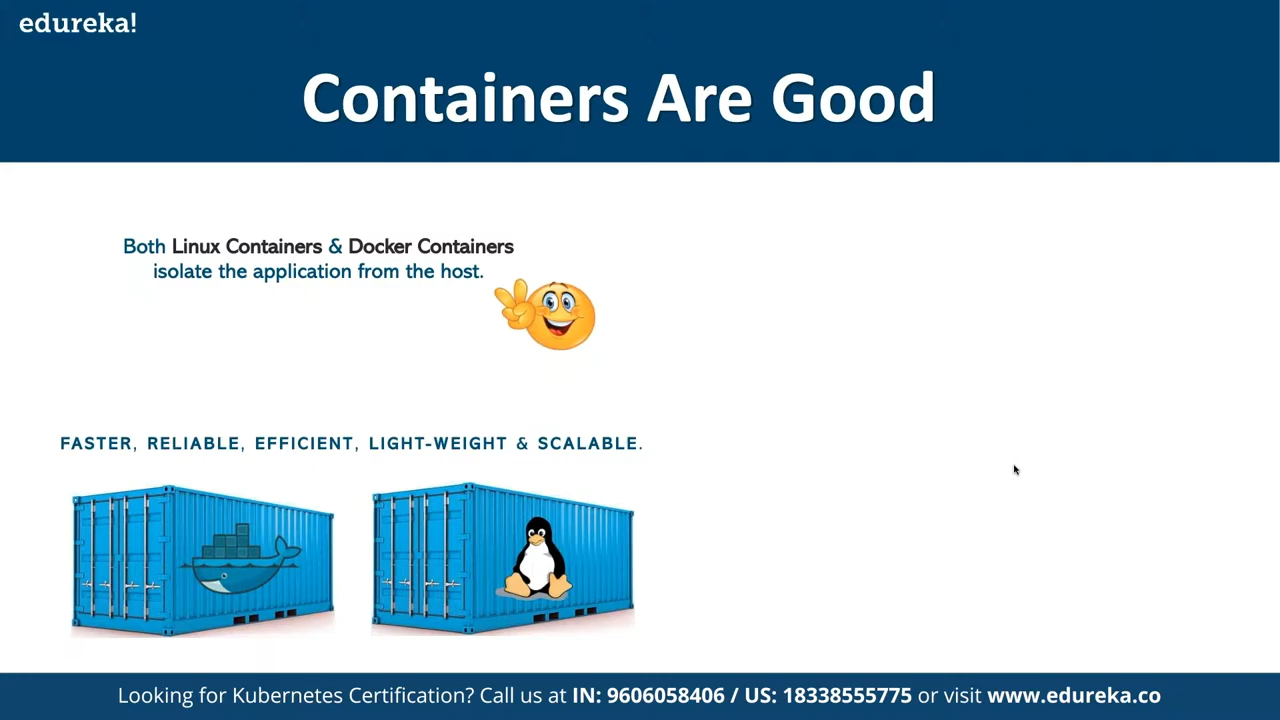 edureka!
Containers Are Good
Both Linux Containers & Docker Containers
isolate the application from the host.
FASTER, RELIABLE, EFFICIENT, LIGHT-WEIGHT & SCALABLE.
Looking for Kubernetes Certification? Call us at IN: 9606058406 / US: 18338555775 or visit www.edureka.co